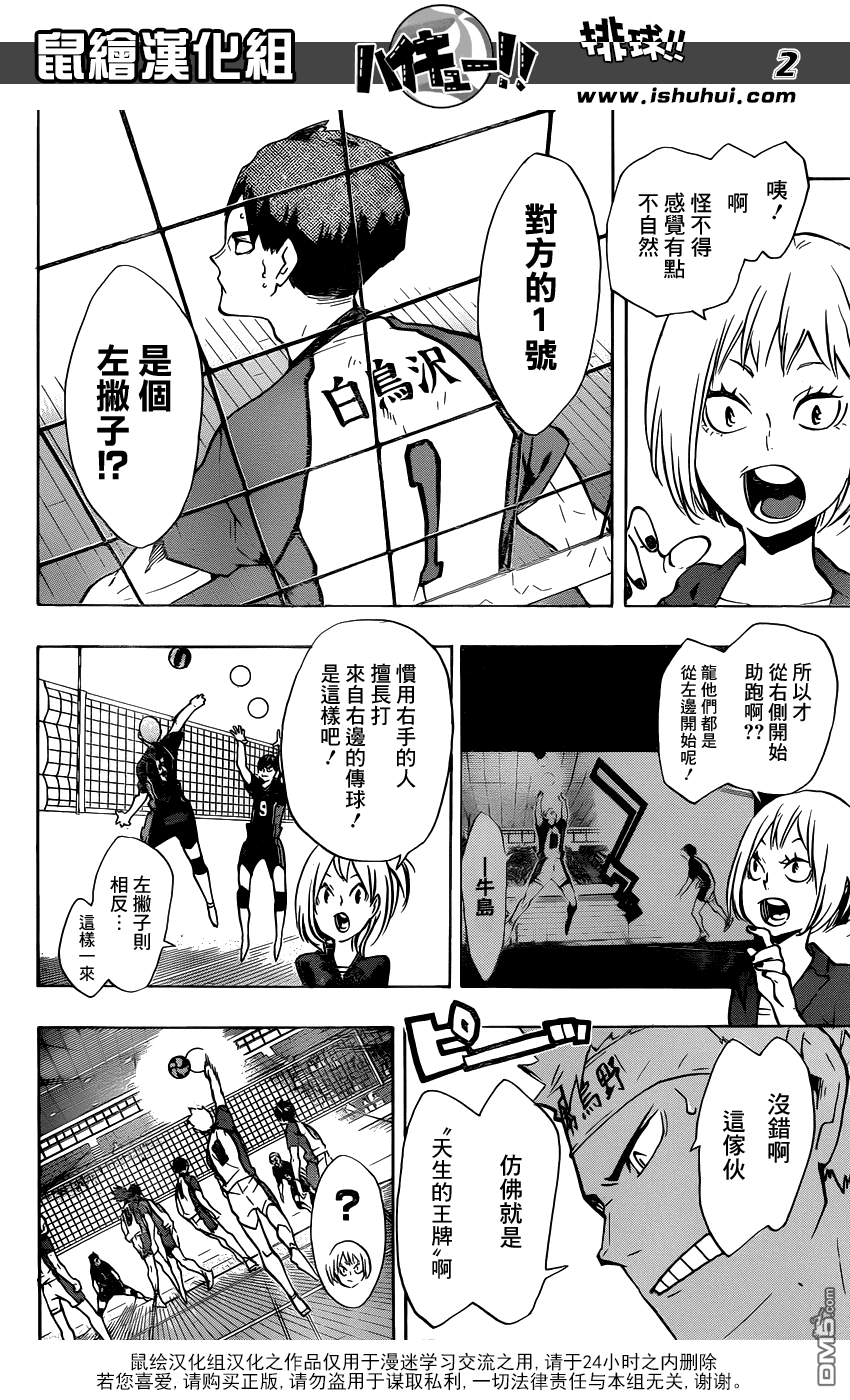 鼠繪漢化組
ハイキュー!!
排球!!
2
www.ishuhui.com
咦!
啊
怪不得
感覺有點
不自然
對方的1號
是個
左撇子!?
白鳥沢
1
所以才
從右側開始
助跑啊??
龍他們都是
從左邊開始呢!
—牛島
慣用右手的人
擅長打
來自右邊的傳球!
是這樣吧!
9
左撇子則
相反…
這樣一來
ピーッ
沒錯啊
這傢伙
烏野
仿佛就是
〝天生的王牌〞啊
?
鼠绘汉化组汉化之作品仅用于漫迷学习交流之用, 请于24小时之内删除
若您喜爱, 请购买正版, 请勿盗用于谋取私利, 一切法律责任与本组无关, 谢谢。
DM5.com